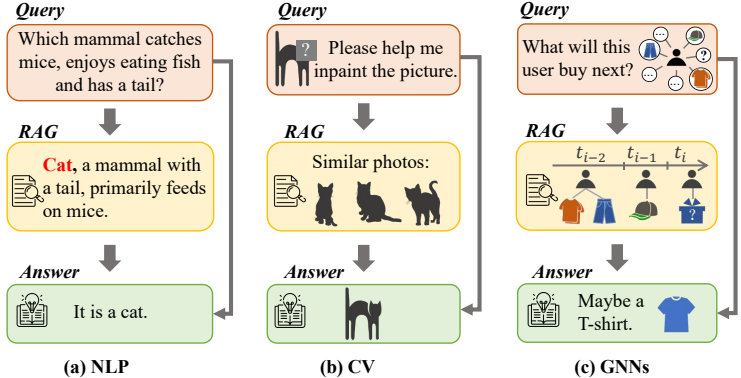 Query
Which mammal catches
mice, enjoys eating fish
and has a tail?
RAG
Cat, a mammal with
a tail, primarily feeds
on mice.
Answer
It is a cat.
(a) NLP
Query
?
Please help me
inpaint the picture.
RAG
Similar photos:
Answer
(b) CV
Query
What will this
user buy next?
...
?
...
...
...
RAG
t_{i-2} t_{i-1} t_i
?
Answer
Maybe a
T-shirt.
(c) GNNs